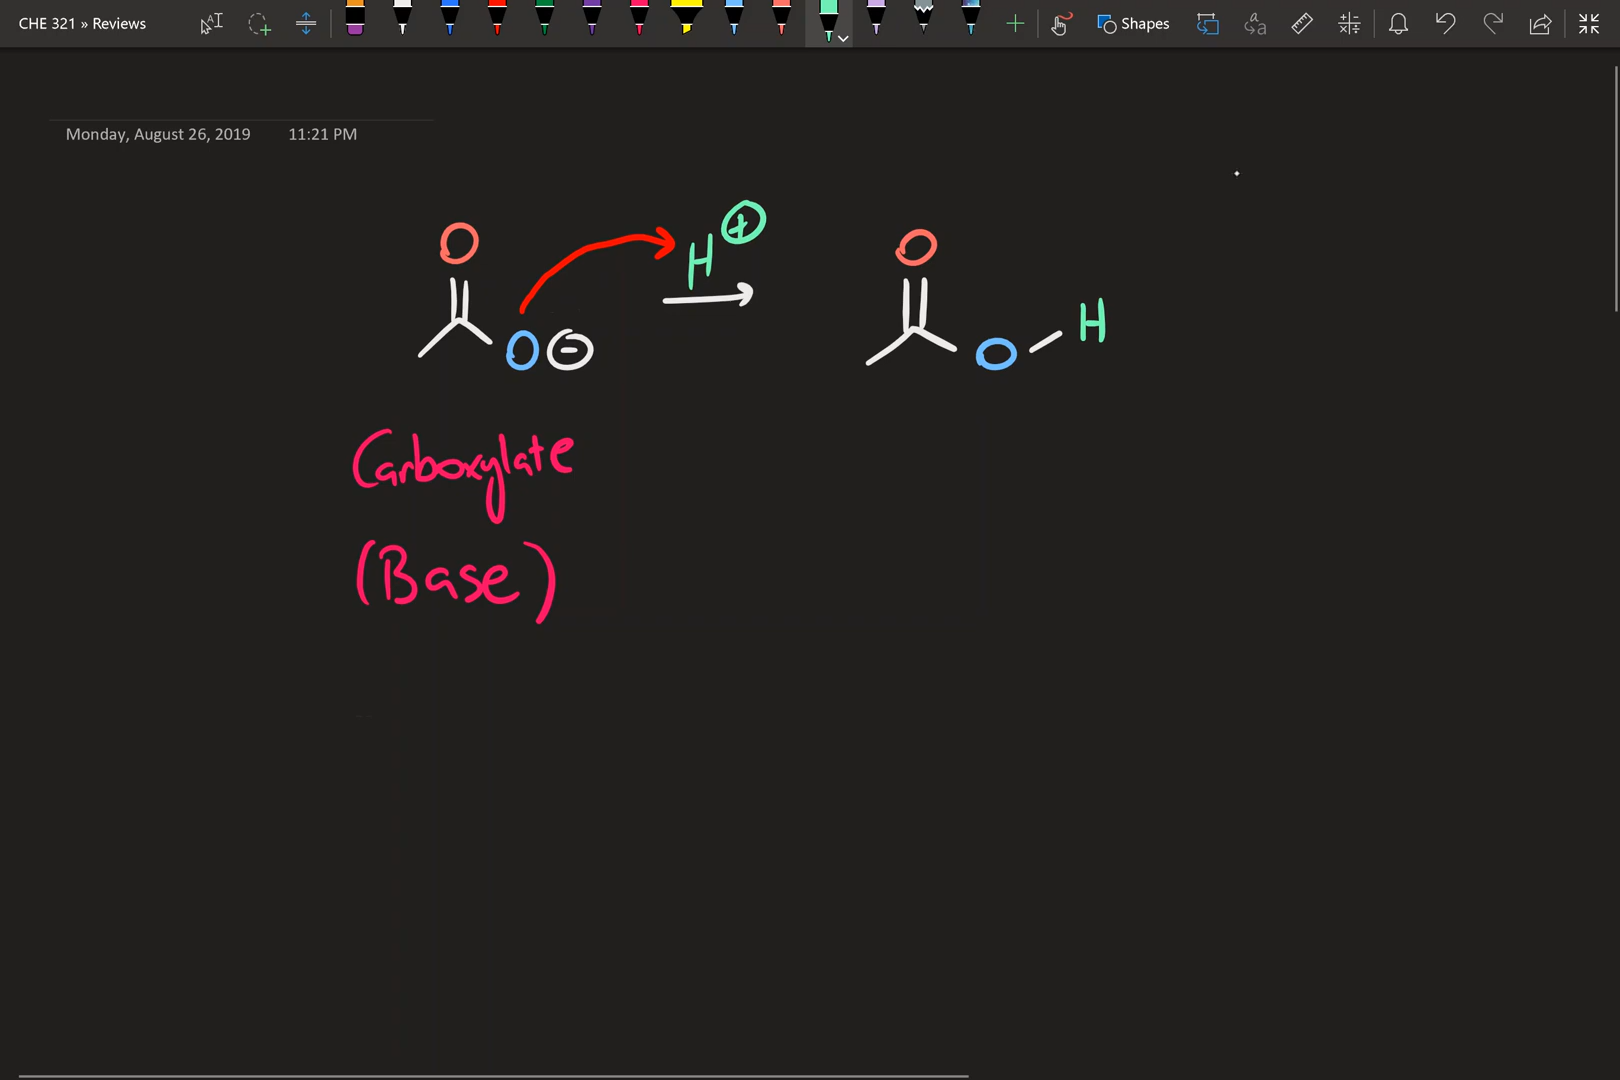 CHE 321 » Reviews
Shapes
Monday, August 26, 2019 11:21 PM
O O ⊖
H ⊕
O O H
Carboxylate
(Base)